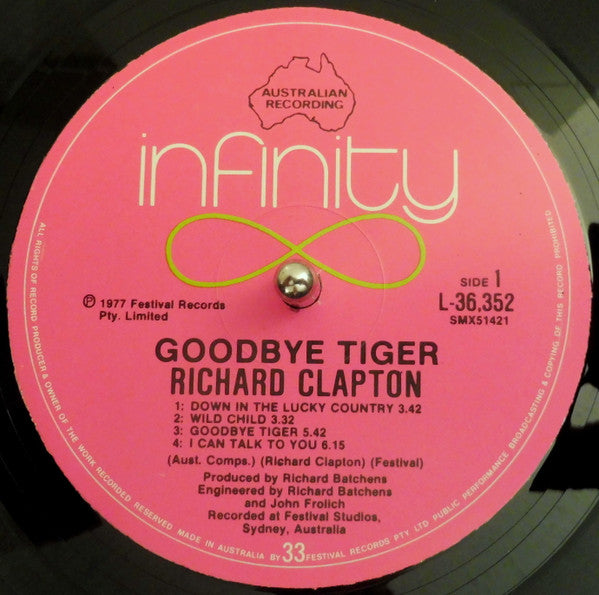 AUSTRALIAN
RECORDING
infinity
SIDE 1
L-36,352
SMX51421
℗ 1977 Festival Records
Pty. Limited
GOODBYE TIGER
RICHARD CLAPTON
1: DOWN IN THE LUCKY COUNTRY 3.42
2: WILD CHILD 3.32
3: GOODBYE TIGER 5.42
4: I CAN TALK TO YOU 6.15
(Aust. Comps.) (Richard Clapton) (Festival)
Produced by Richard Batchens
Engineered by Richard Batchens
and John Frolich
Recorded at Festival Studios,
Sydney, Australia
ALL RIGHTS OF RECORD PRODUCER & OWNER OF THE WORK RECORDED RESERVED MADE IN AUSTRALIA BY 33 FESTIVAL RECORDS PTY LTD PUBLIC PERFORMANCE BROADCASTING & COPYING OF THIS RECORD PROHIBITED